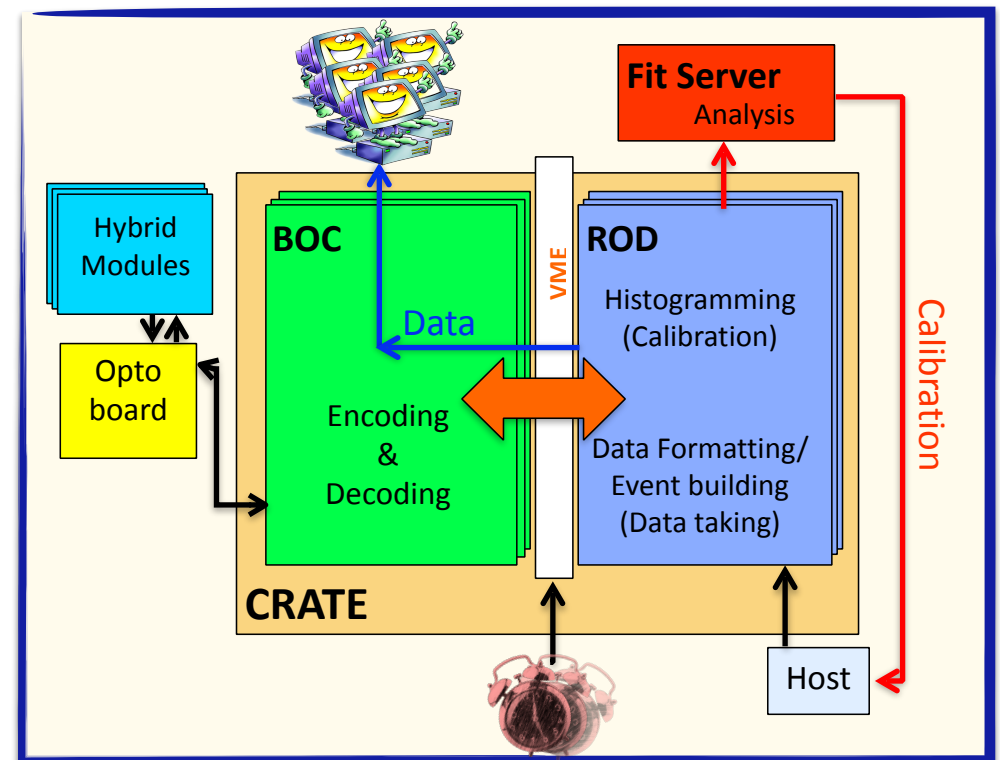 Fit Server
Analysis
Hybrid
Modules
BOC
VME
ROD
Histogramming
(Calibration)
Data
Calibration
Opto
board
Encoding
&
Decoding
Data Formatting/
Event building
(Data taking)
CRATE
Host